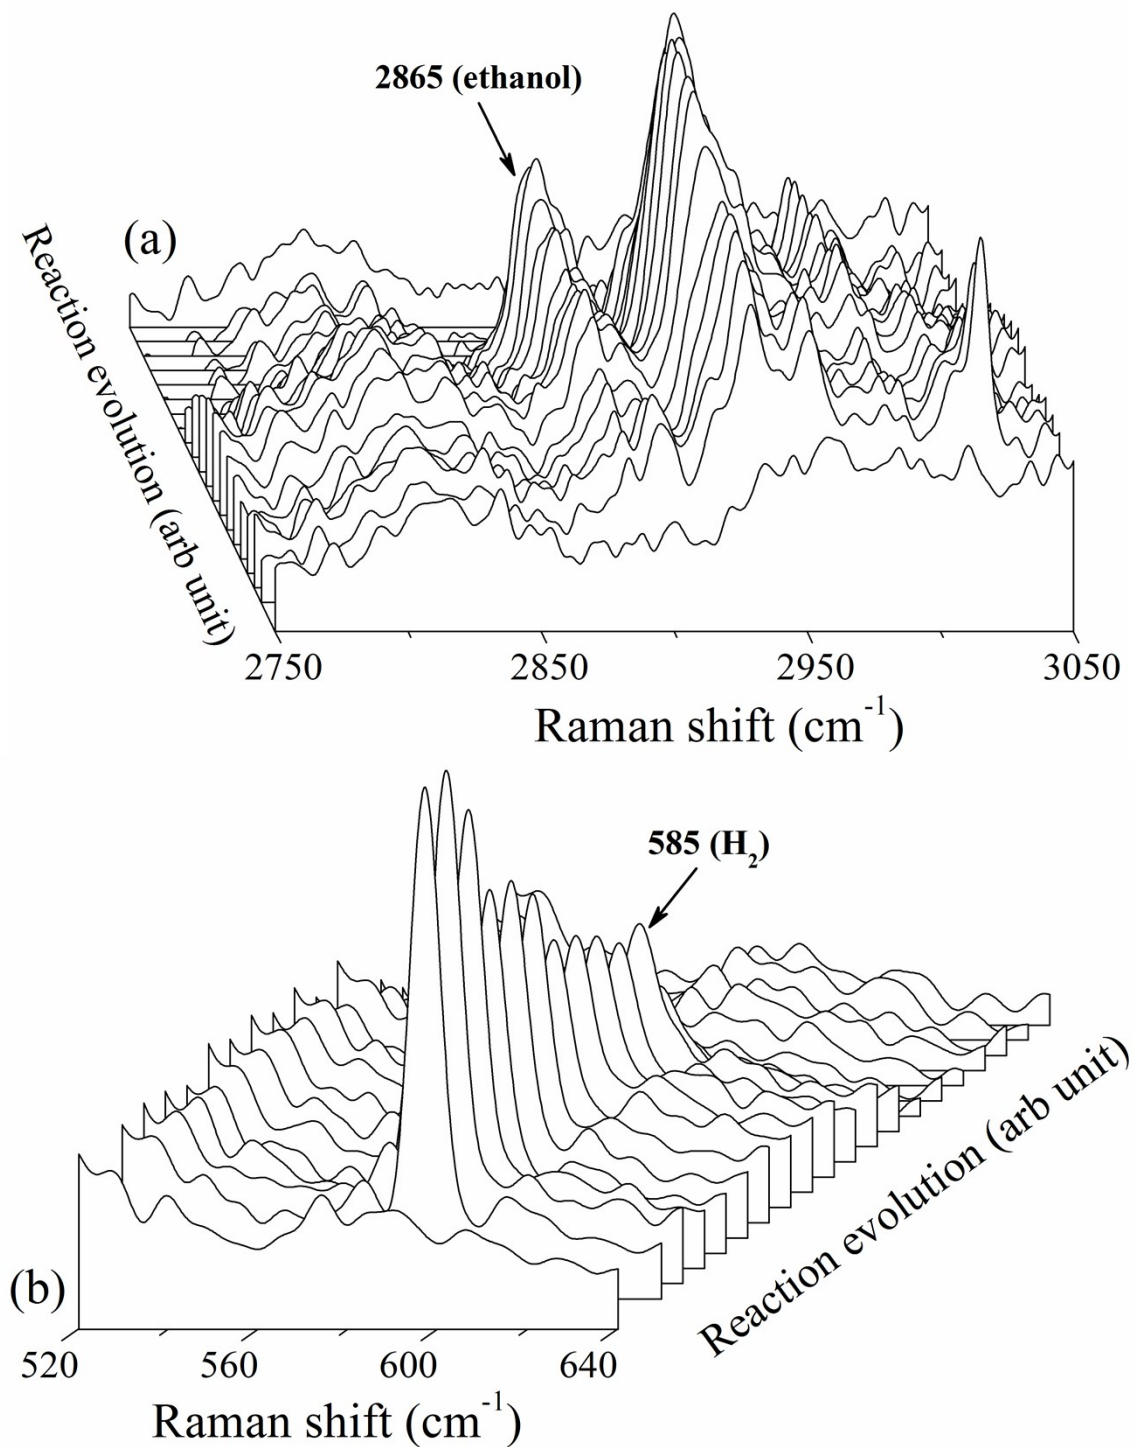 2865 (ethanol)
(a)
Reaction evolution (arb unit)
2750 2850 2950 3050
Raman shift (cm⁻¹)
585 (H₂)
(b)
Reaction evolution (arb unit)
520 560 600 640
Raman shift (cm⁻¹)